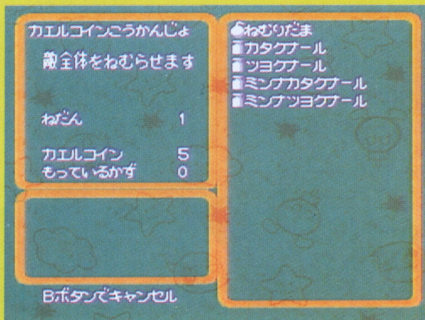 カエルコインこうかんじょ
敵全体をねむらせます
ねだん 1
カエルコイン 5
もっているかず 0
Bボタンでキャンセル
ねむりだま
カタクナール
ツヨクナール
ミンナカタクナール
ミンナツヨクナール